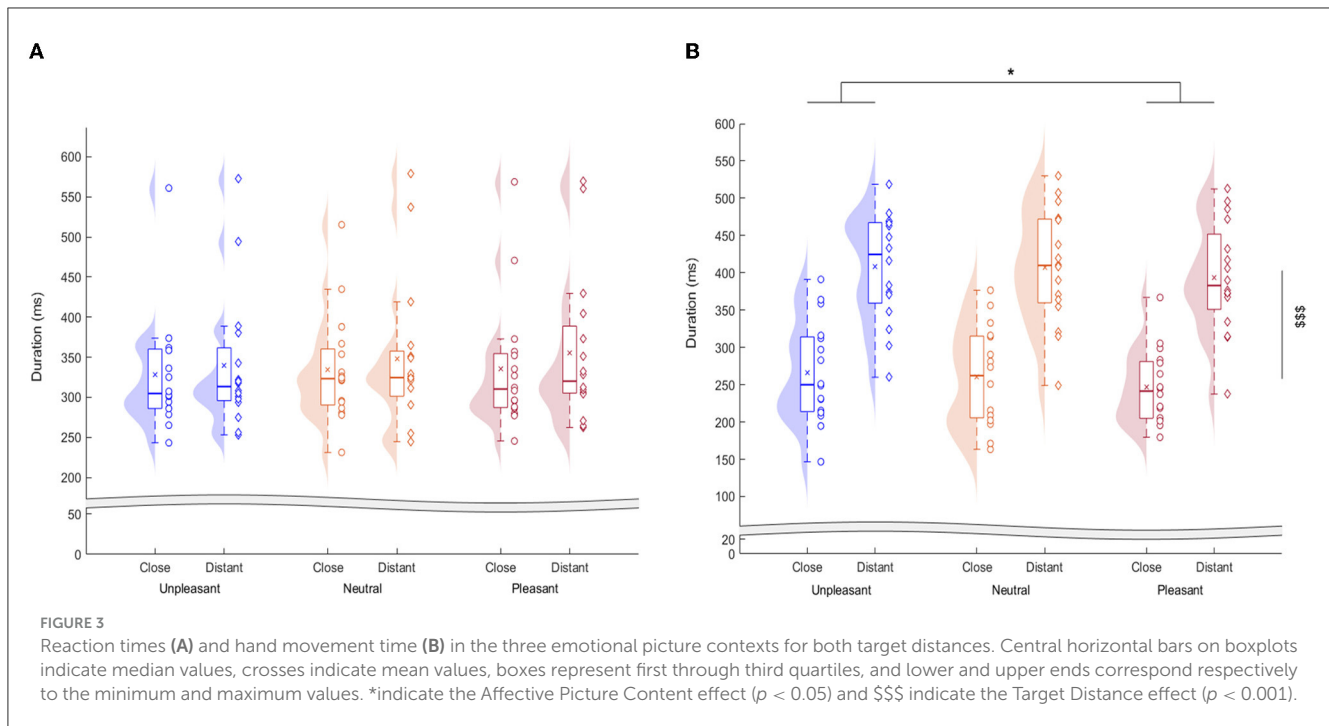 A
B
*
600
550
500
450
400
350
300
250
200
50
0
Duration (ms)
Close Distant Close Distant Close Distant
Unpleasant Neutral Pleasant
600
550
500
450
400
350
300
250
200
150
100
20
0
Duration (ms)
$$$
Close Distant Close Distant Close Distant
Unpleasant Neutral Pleasant
FIGURE 3
Reaction times (A) and hand movement time (B) in the three emotional picture contexts for both target distances. Central horizontal bars on boxplots
indicate median values, crosses indicate mean values, boxes represent first through third quartiles, and lower and upper ends correspond respectively
to the minimum and maximum values. *indicate the Affective Picture Content effect (p < 0.05) and $$$ indicate the Target Distance effect (p < 0.001).